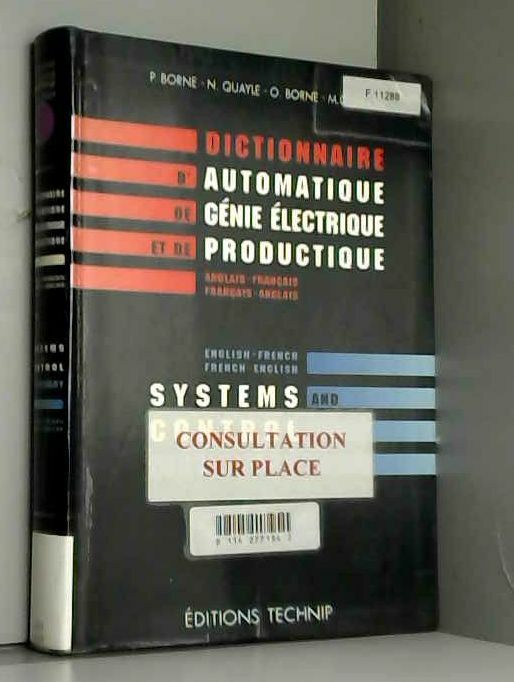 P. BORNE · N. QUAYLE · O. BORNE · M.
F 11288
DICTIONNAIRE
D' AUTOMATIQUE
DE GÉNIE ÉLECTRIQUE
ET DE PRODUCTIQUE
ANGLAIS-FRANÇAIS
FRANÇAIS-ANGLAIS
ENGLISH-FRENCH
FRENCH ENGLISH
SYSTEMS AND
CONTROL
CONSULTATION
SUR PLACE
ÉDITIONS TECHNIP